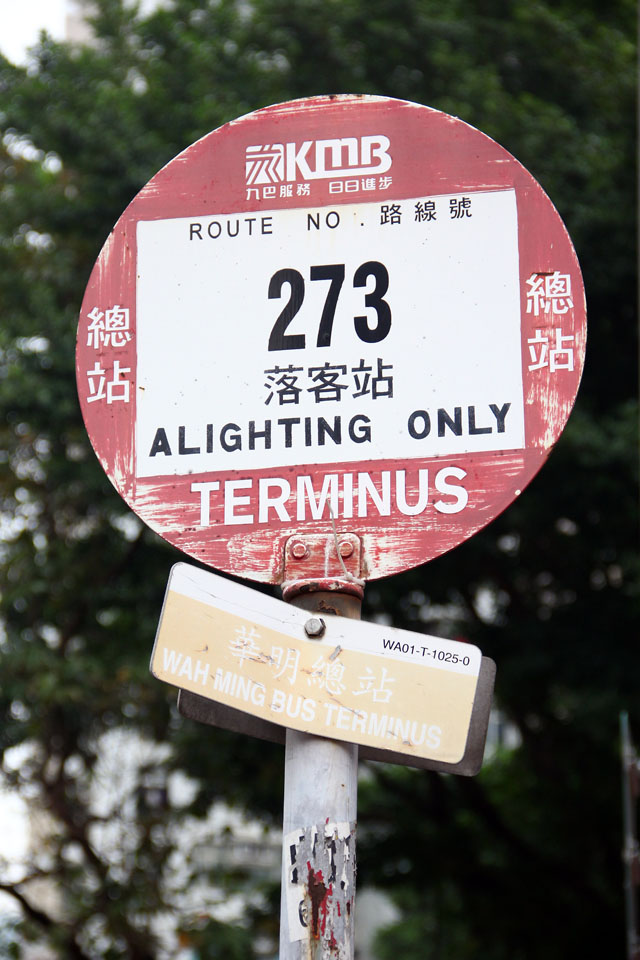 KMB
九巴服務 日日進步
ROUTE NO. 路線號
273
落客站
ALIGHTING ONLY
總站
總站
TERMINUS
WA01-T-1025-0
華明總站
WAH MING BUS TERMINUS